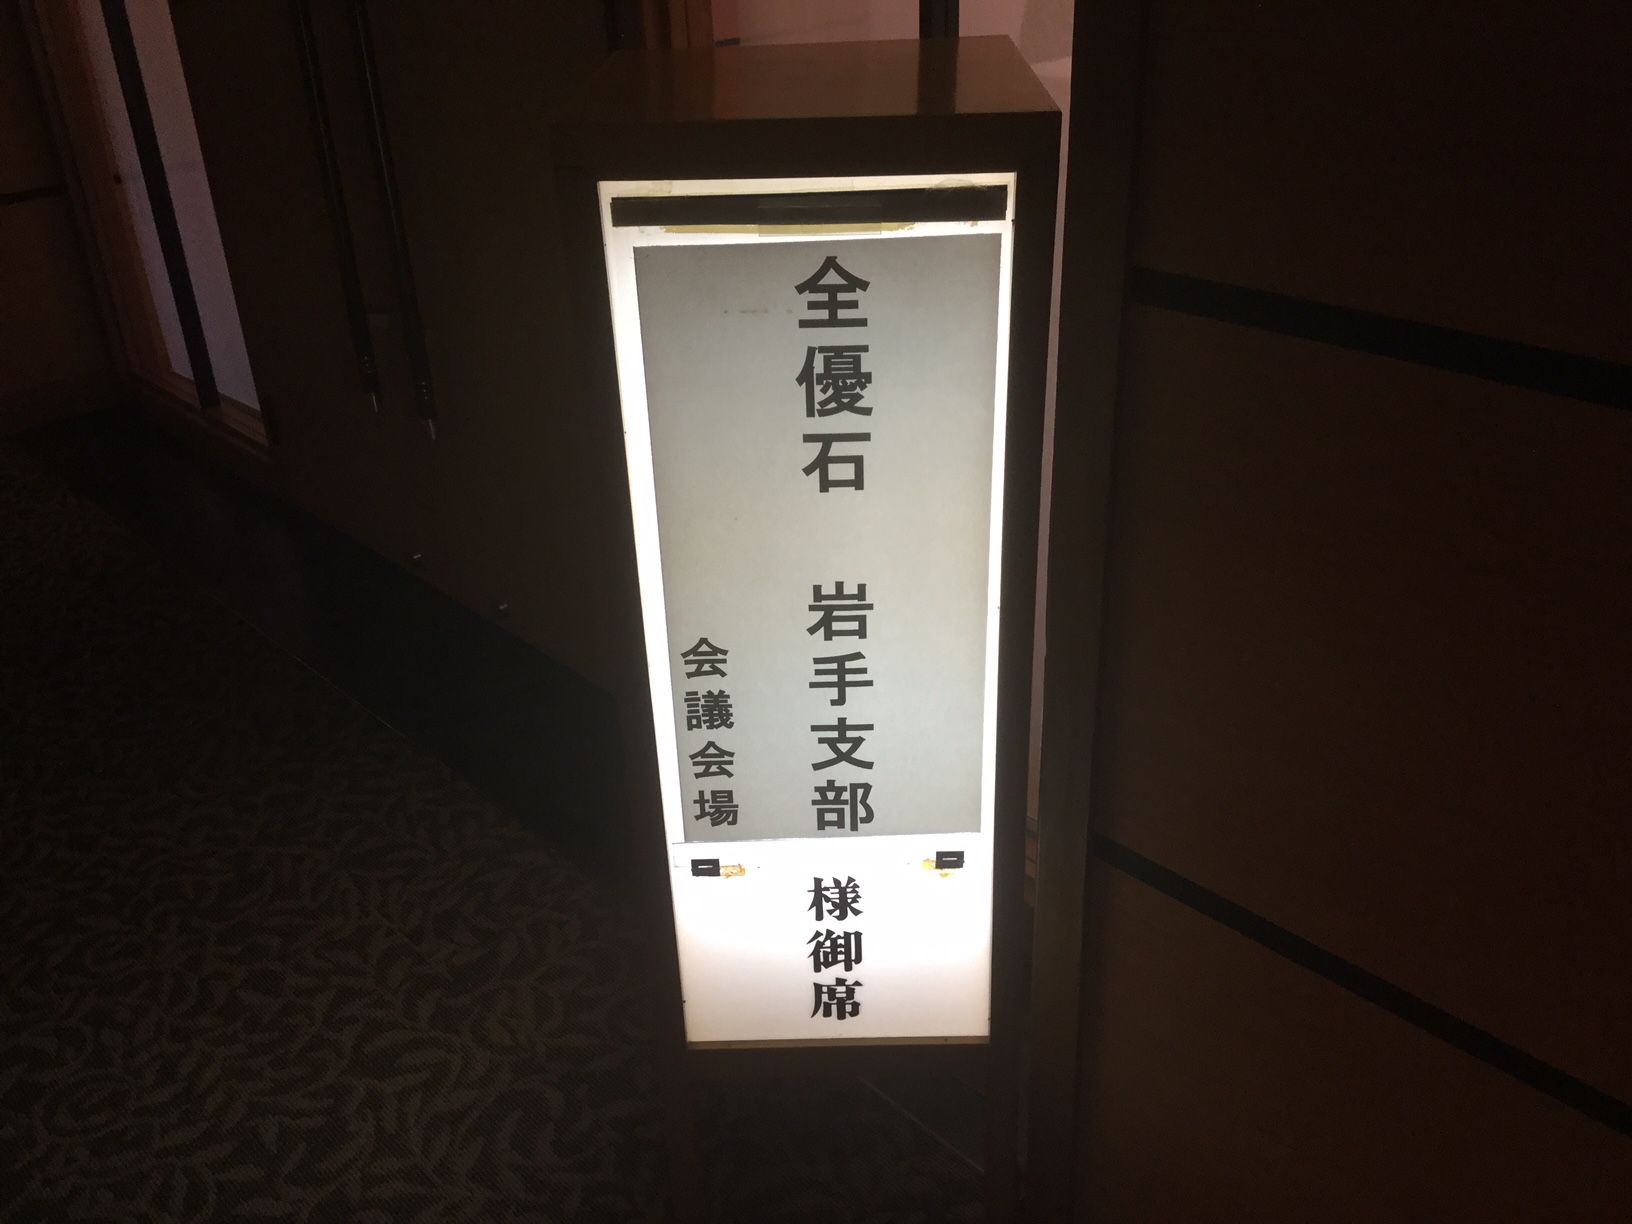 全優石 岩手支部
会議会場
様御席